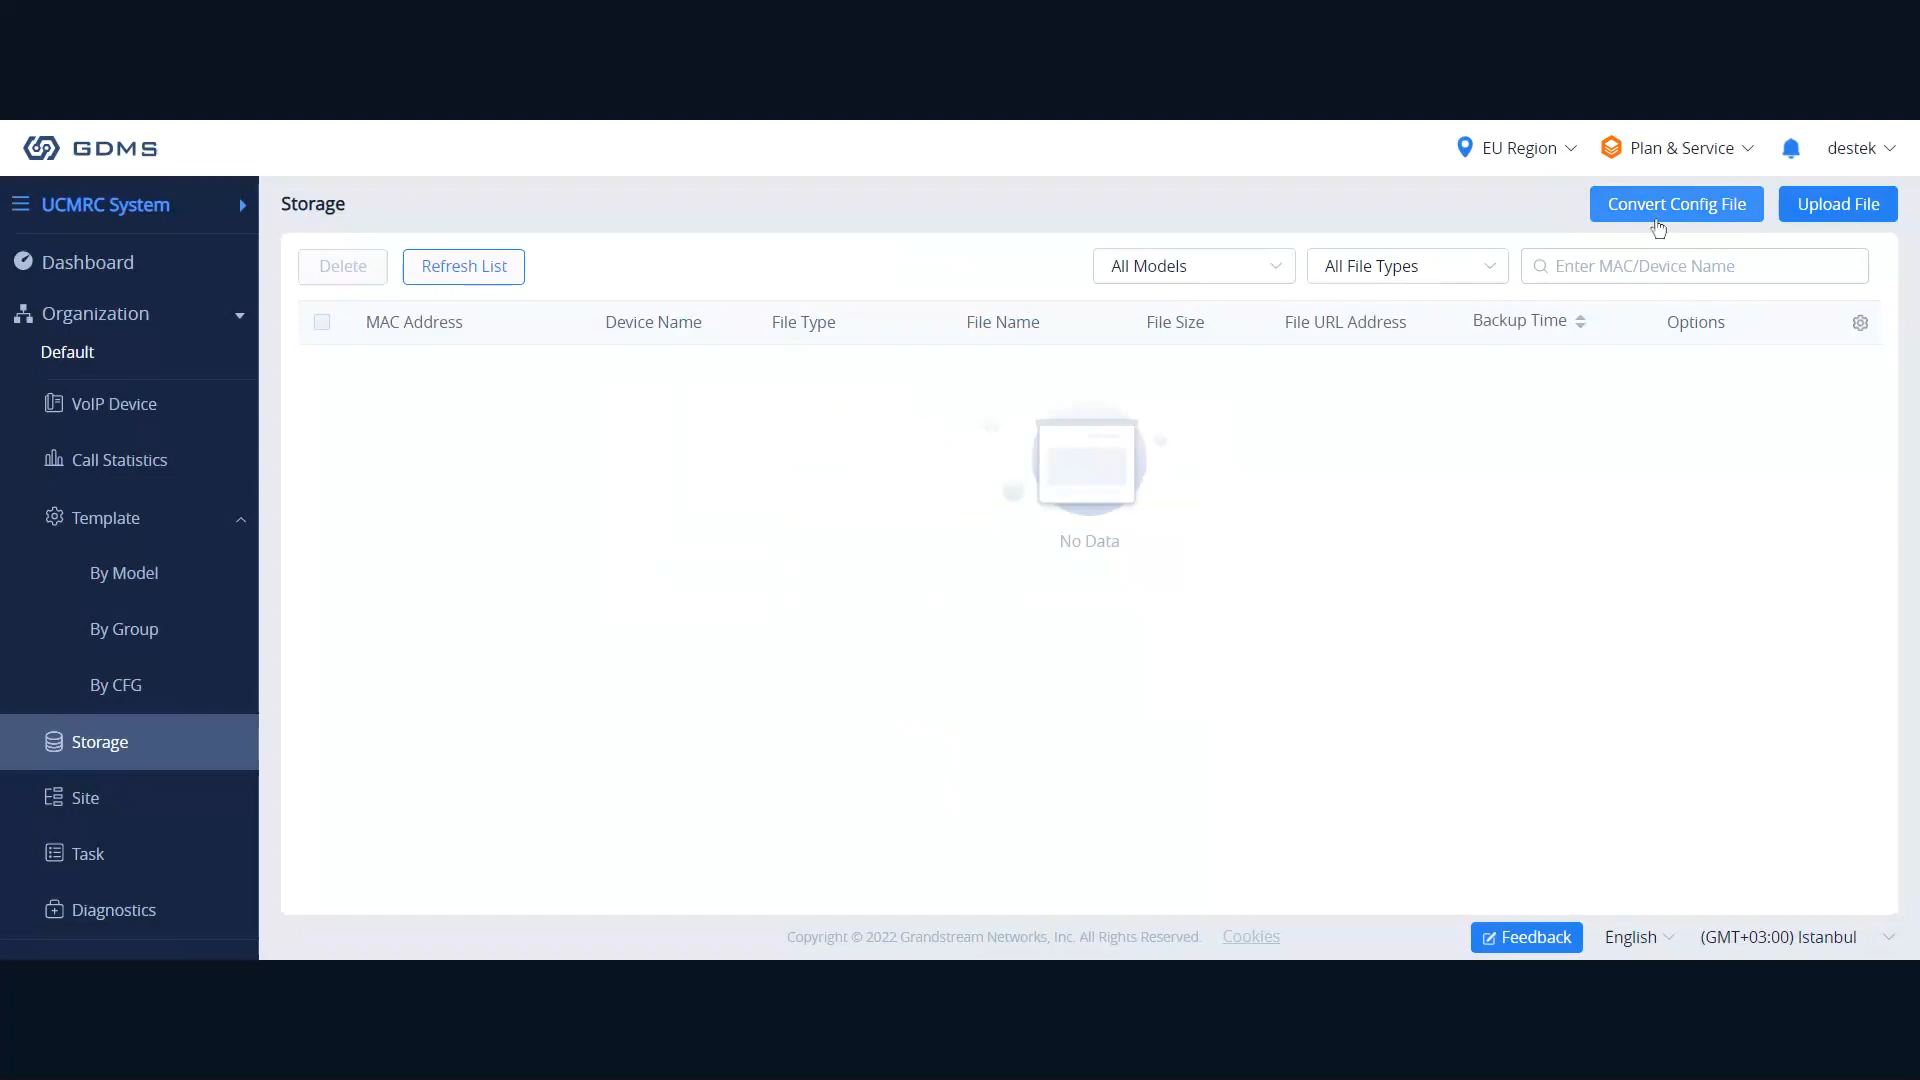 GDMS
EU Region
Plan & Service
destek
UCMRC System
Storage
Convert Config File
Upload File
Dashboard
Delete
Refresh List
All Models
All File Types
Enter MAC/Device Name
Organization
MAC Address
Device Name
File Type
File Name
File Size
File URL Address
Backup Time
Options
Default
VoIP Device
Call Statistics
Template
No Data
By Model
By Group
By CFG
Storage
Site
Task
Diagnostics
Copyright © 2022 Grandstream Networks, Inc. All Rights Reserved.
Cookies
Feedback
English
(GMT+03:00) Istanbul